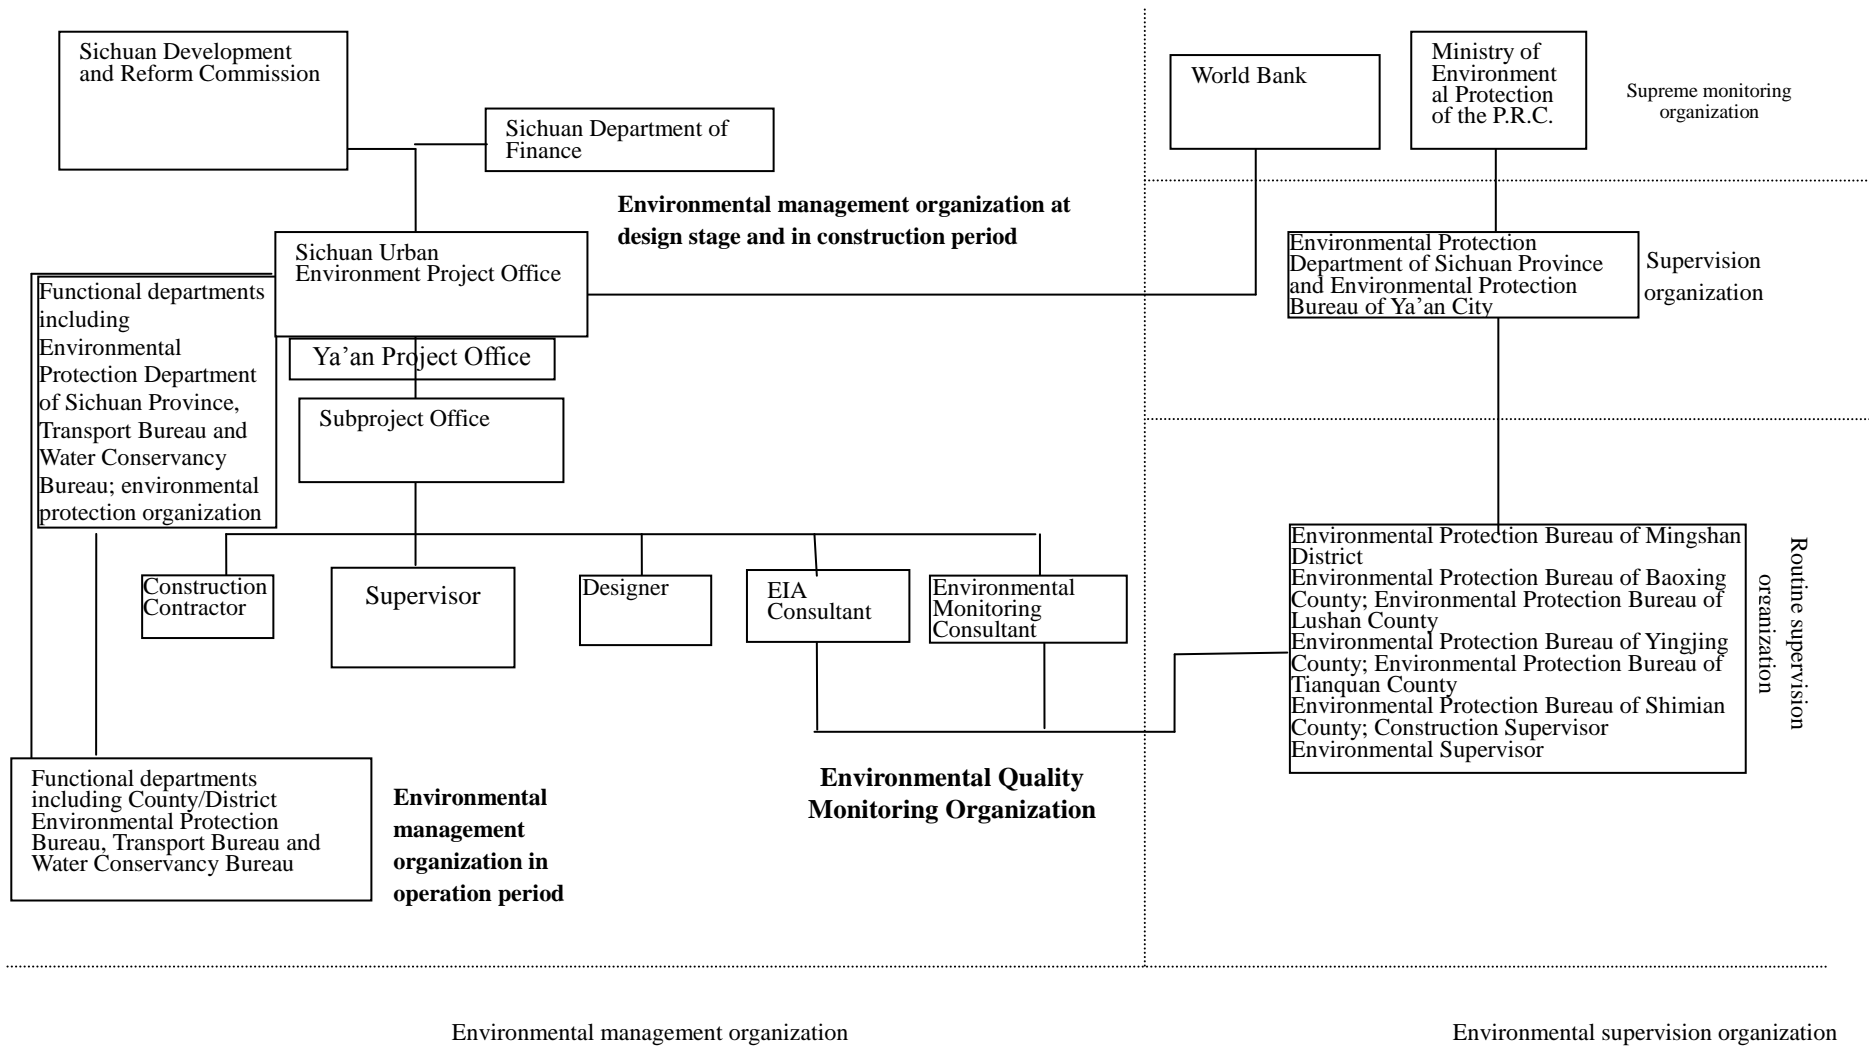 Sichuan Development
and Reform Commission
Sichuan Department of
Finance
World Bank
Ministry of
Environment
al Protection
of the P.R.C.
Supreme monitoring
organization
Environmental management organization at
design stage and in construction period
Sichuan Urban
Environment Project Office
Environmental Protection
Department of Sichuan Province
and Environmental Protection
Bureau of Ya’an City
Supervision
organization
Functional departments
including
Environmental
Protection Department
of Sichuan Province,
Transport Bureau and
Water Conservancy
Bureau; environmental
protection organization
Ya’an Project Office
Subproject Office
Construction
Contractor
Supervisor
Designer
EIA
Consultant
Environmental
Monitoring
Consultant
Environmental Protection Bureau of Mingshan
District
Environmental Protection Bureau of Baoxing
County; Environmental Protection Bureau of
Lushan County
Environmental Protection Bureau of Yingjing
County; Environmental Protection Bureau of
Tianquan County
Environmental Protection Bureau of Shimian
County; Construction Supervisor
Environmental Supervisor
Routine supervision
organization
Functional departments
including County/District
Environmental Protection
Bureau, Transport Bureau and
Water Conservancy Bureau
Environmental
management
organization in
operation period
Environmental Quality
Monitoring Organization
Environmental management organization
Environmental supervision organization